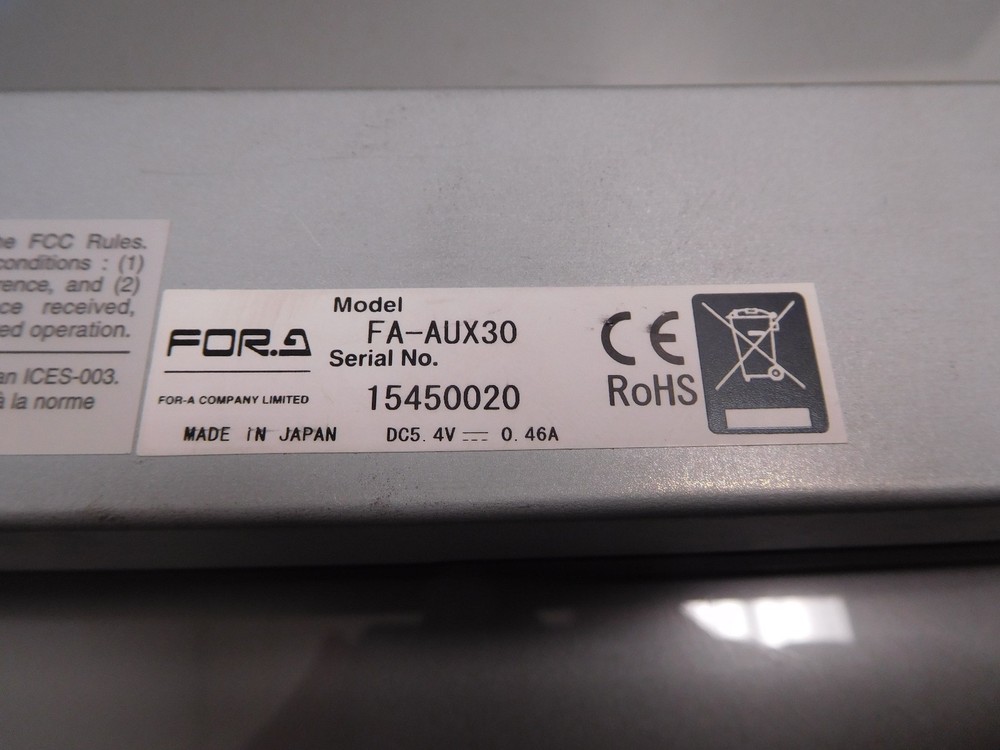 he FCC Rules.
conditions : (1)
rence, and (2)
ce received,
ed operation.
an ICES-003.
à la norme
FOR.A
FOR-A COMPANY LIMITED
Model
FA-AUX30
Serial No.
15450020
MADE IN JAPAN DC5.4V 0.46A
CE
RoHS